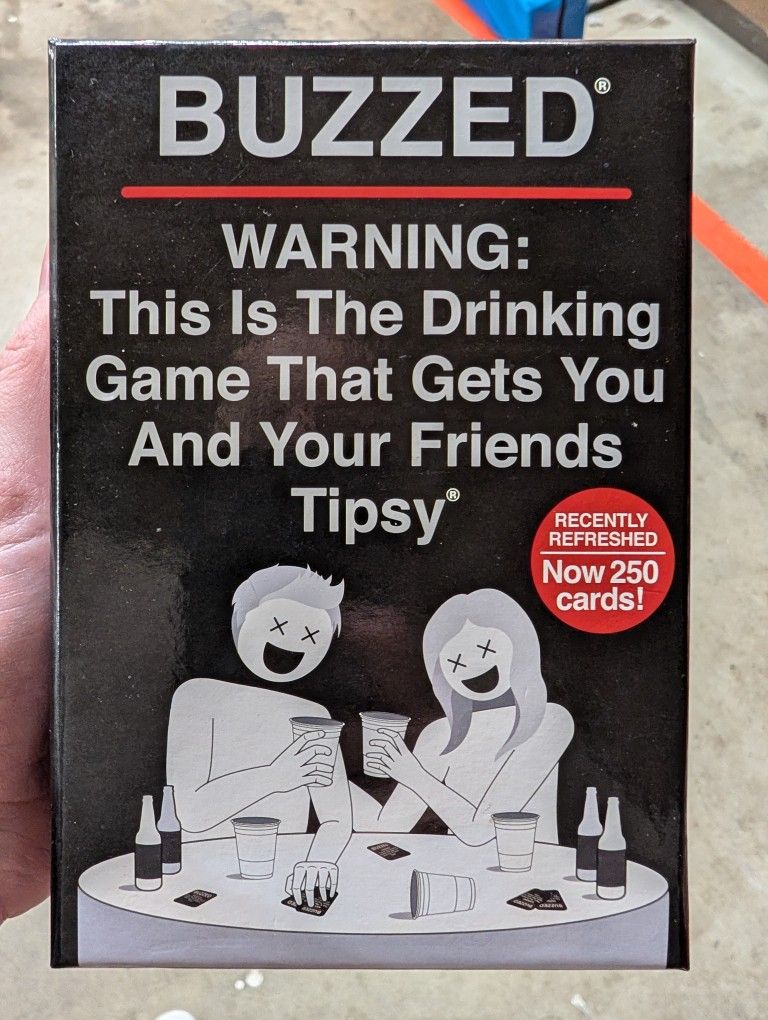 BUZZED®
WARNING:
This Is The Drinking
Game That Gets You
And Your Friends
Tipsy®
RECENTLY
REFRESHED
Now 250
cards!